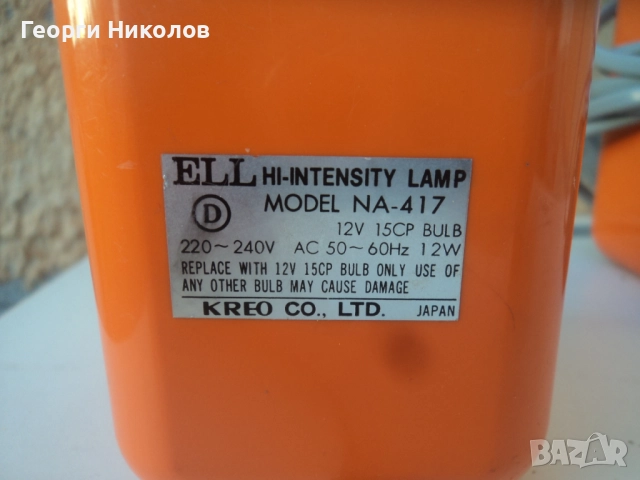 Георги Николов
ELL HI-INTENSITY LAMP
D MODEL NA-417
12V 15CP BULB
220~240V AC 50~60Hz 12W
REPLACE WITH 12V 15CP BULB ONLY USE OF
ANY OTHER BULB MAY CAUSE DAMAGE
KREO CO., LTD. JAPAN
BAZAR